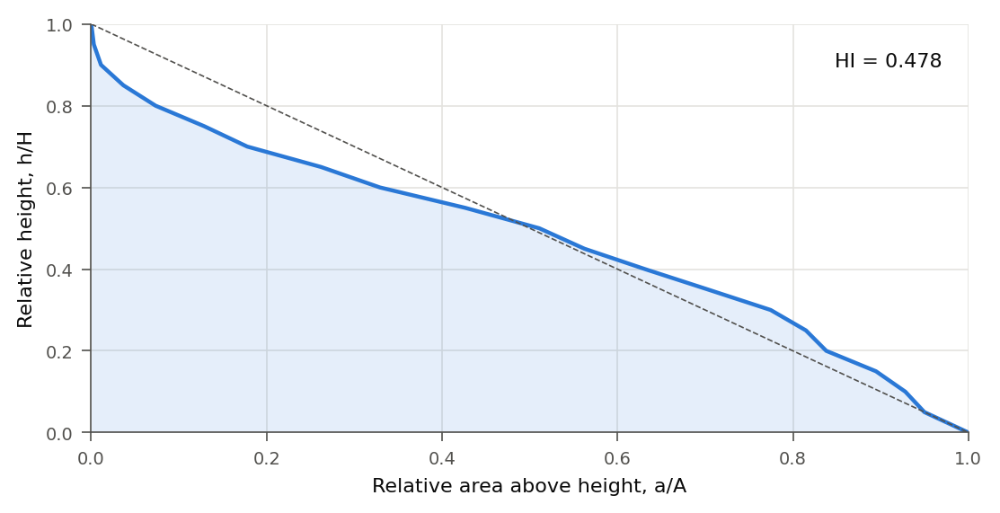 HI = 0.478
Relative height, h/H
1.0
0.8
0.6
0.4
0.2
0.0
0.0 0.2 0.4 0.6 0.8 1.0
Relative area above height, a/A